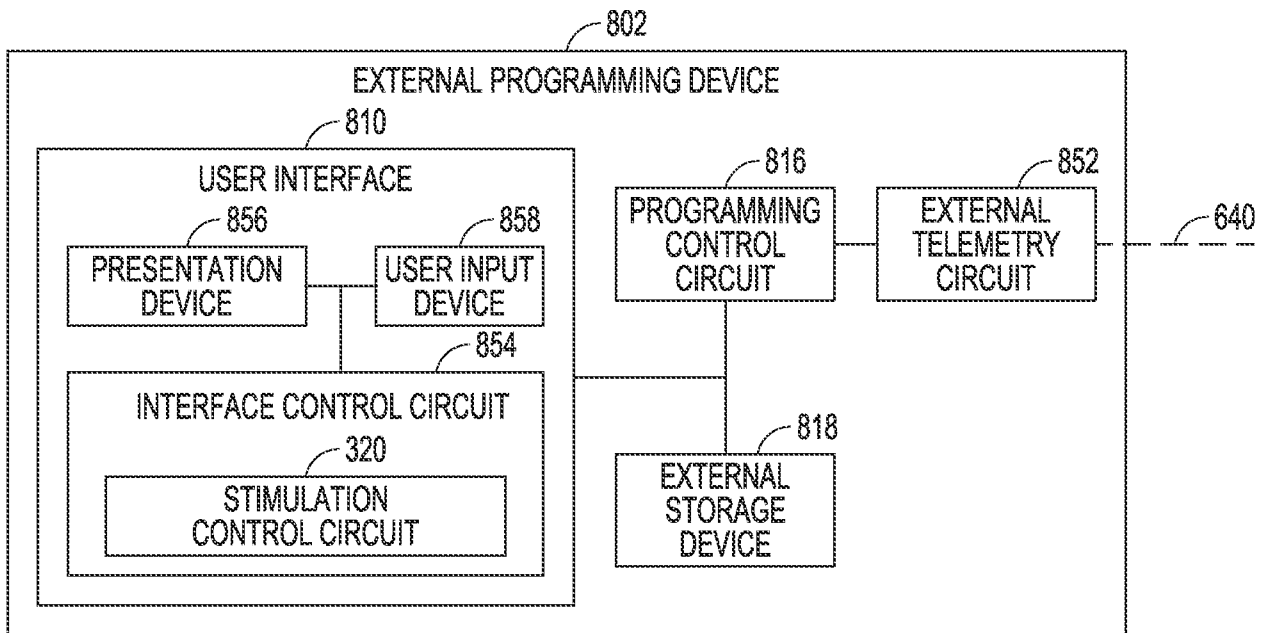 802
EXTERNAL PROGRAMMING DEVICE
810
USER INTERFACE
856
PRESENTATION
DEVICE
858
USER INPUT
DEVICE
854
INTERFACE CONTROL CIRCUIT
320
STIMULATION
CONTROL CIRCUIT
816
PROGRAMMING
CONTROL
CIRCUIT
852
EXTERNAL
TELEMETRY
CIRCUIT
640
818
EXTERNAL
STORAGE
DEVICE